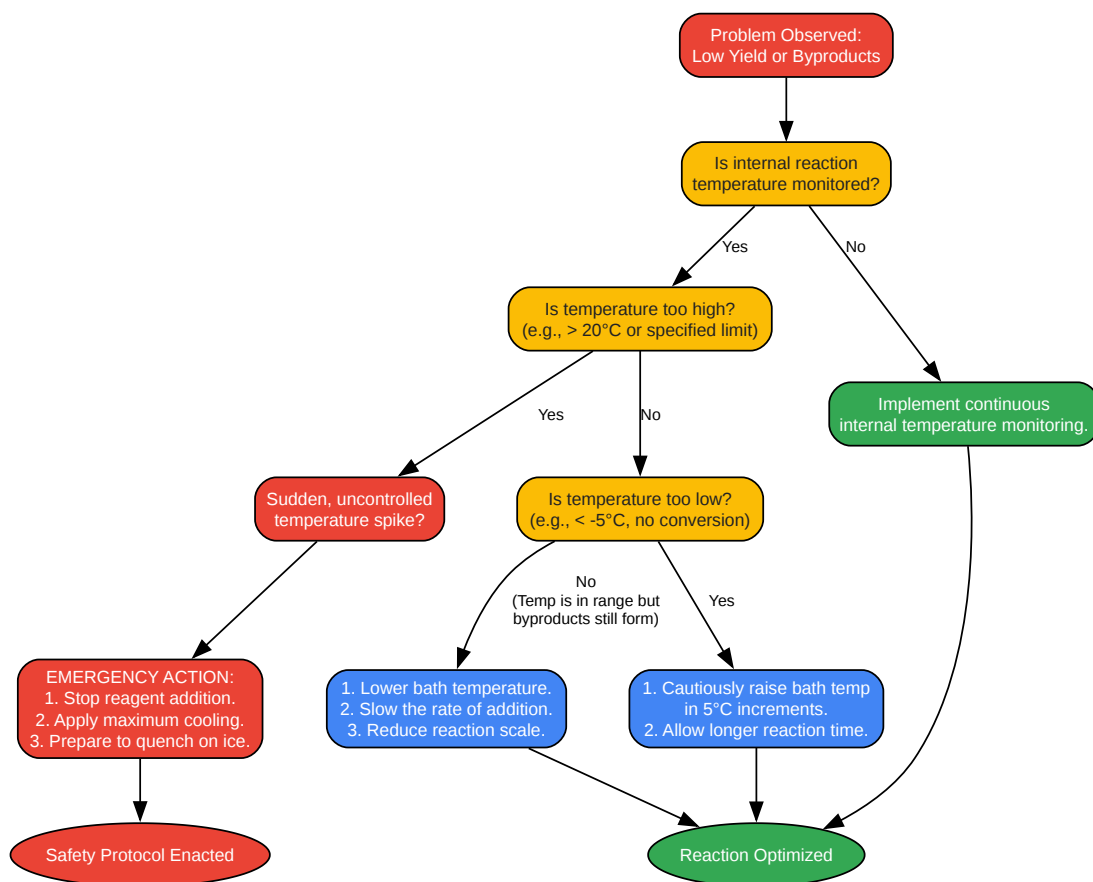 Problem Observed:
Low Yield or Byproducts
Is internal reaction
temperature monitored?
Yes
No
Is temperature too high?
(e.g., > 20°C or specified limit)
Implement continuous
internal temperature monitoring.
Yes
No
Sudden, uncontrolled
temperature spike?
Is temperature too low?
(e.g., < -5°C, no conversion)
No
(Temp is in range but
byproducts still form)
Yes
EMERGENCY ACTION:
1. Stop reagent addition.
2. Apply maximum cooling.
3. Prepare to quench on ice.
1. Lower bath temperature.
2. Slow the rate of addition.
3. Reduce reaction scale.
1. Cautiously raise bath temp
in 5°C increments.
2. Allow longer reaction time.
Safety Protocol Enacted
Reaction Optimized